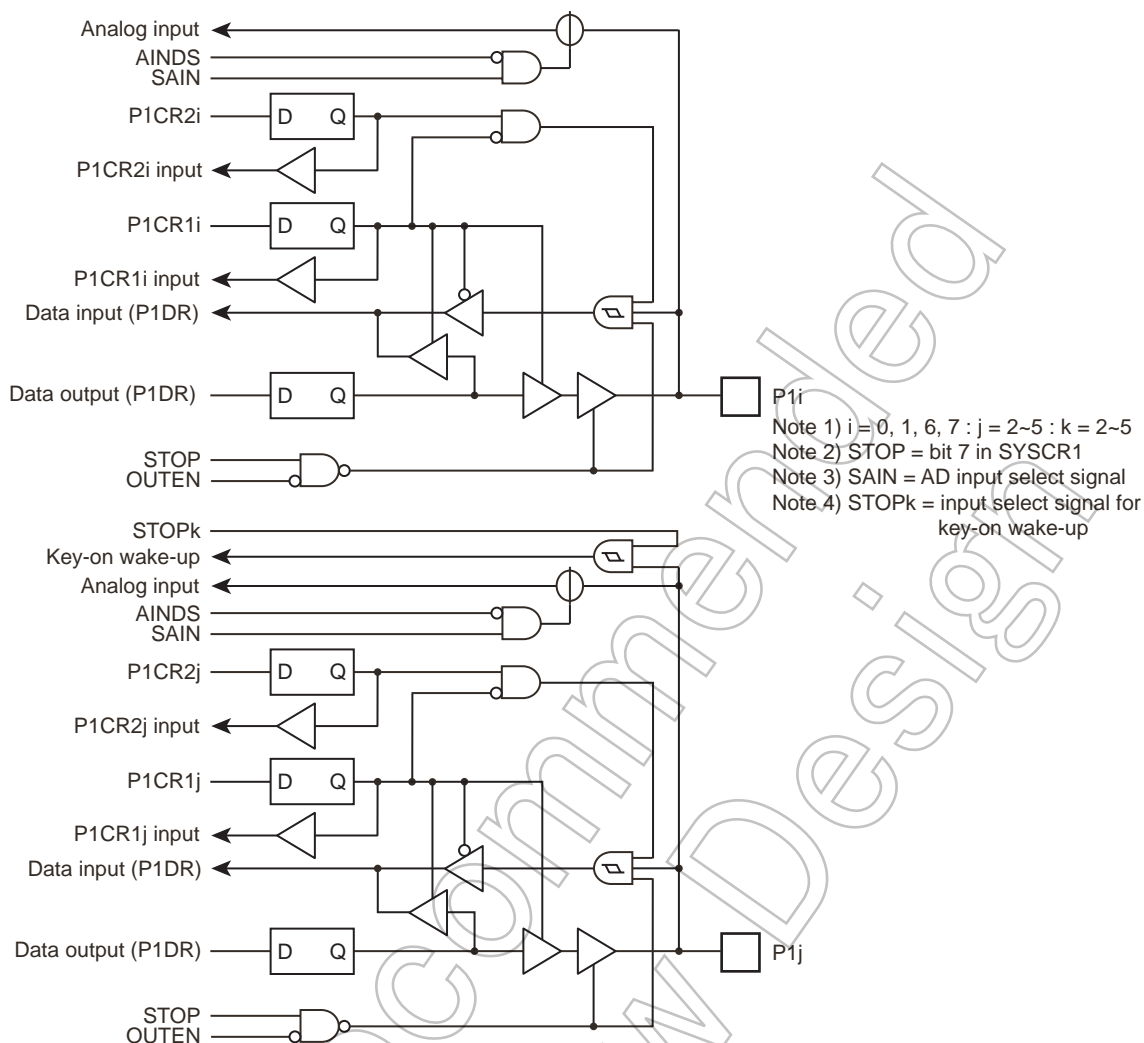 Analog input
AINDS
SAIN
P1CR2i
D Q
P1CR2i input
P1CR1i
D Q
P1CR1i input
Data input (P1DR)
Data output (P1DR)
D Q
P1i
STOP
OUTEN
Note 1) i = 0, 1, 6, 7 : j = 2~5 : k = 2~5
Note 2) STOP = bit 7 in SYSCR1
Note 3) SAIN = AD input select signal
Note 4) STOPk = input select signal for
key-on wake-up
STOPk
Key-on wake-up
Analog input
AINDS
SAIN
P1CR2j
D Q
P1CR2j input
P1CR1j
D Q
P1CR1j input
Data input (P1DR)
Data output (P1DR)
D Q
P1j
STOP
OUTEN
commended
w Design